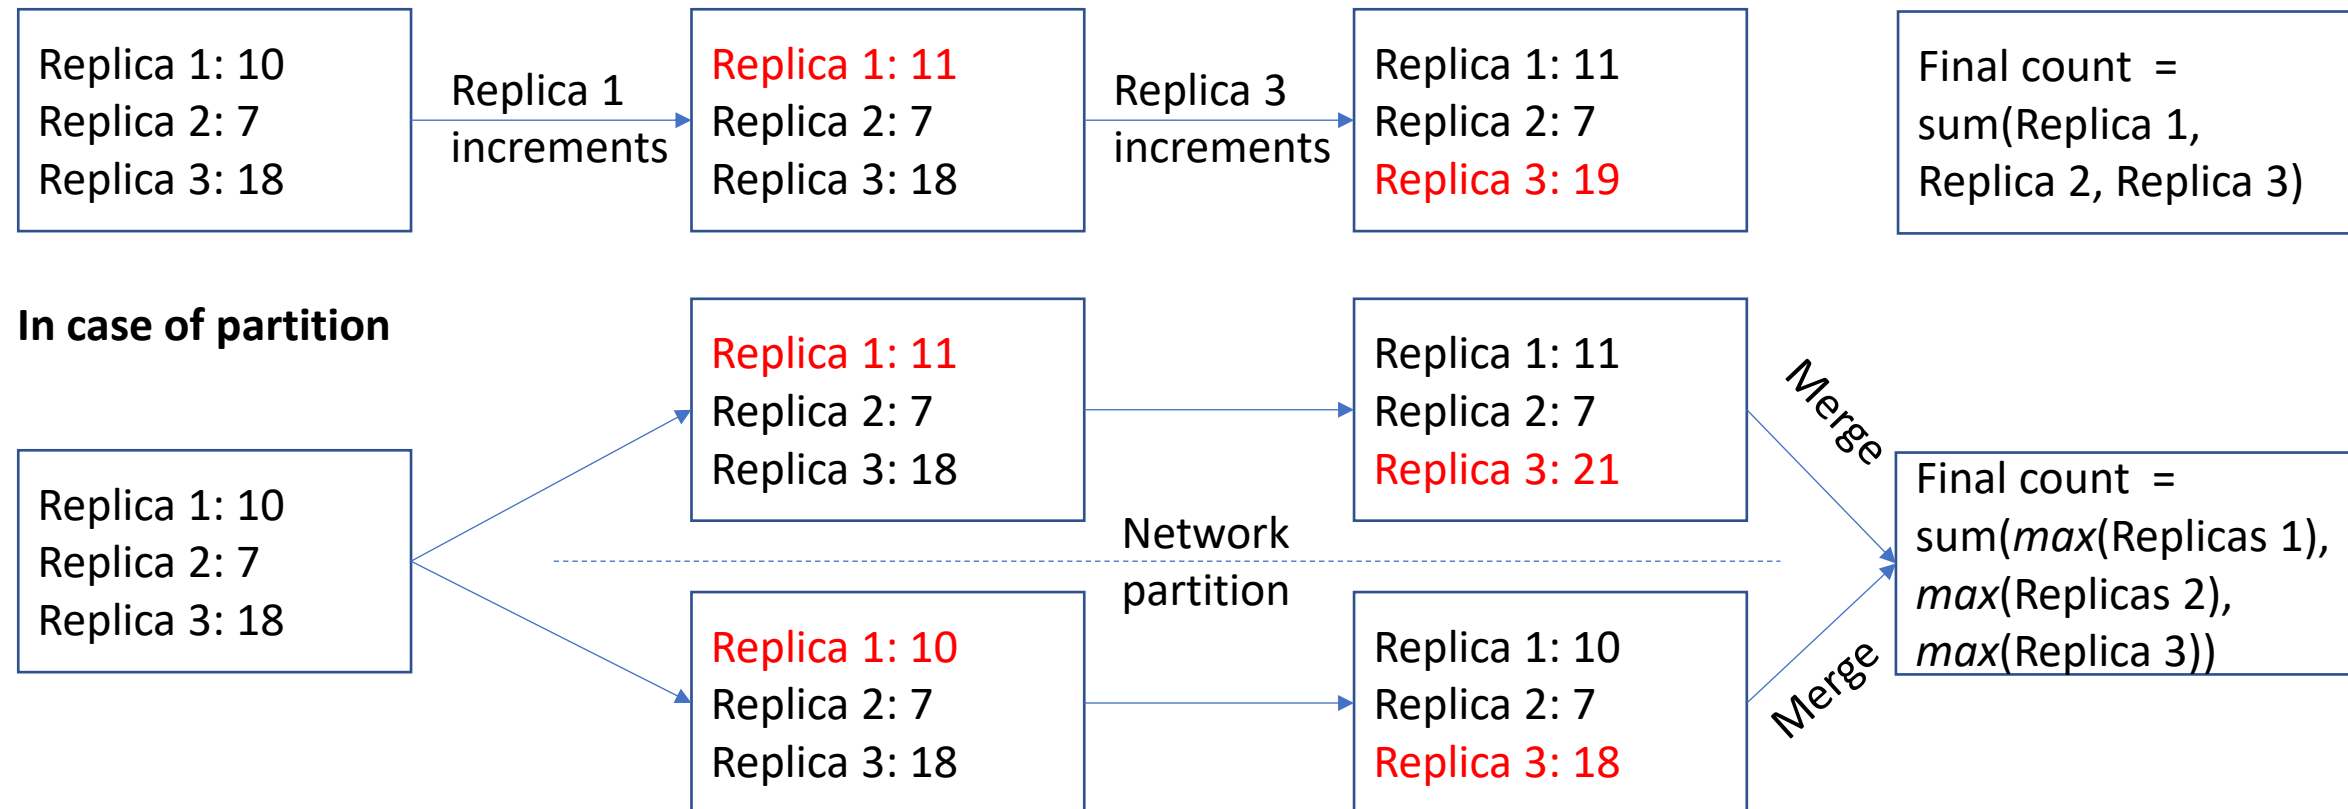 Replica 1: 10
Replica 2: 7
Replica 3: 18
Replica 1
increments
Replica 1: 11
Replica 2: 7
Replica 3: 18
Replica 3
increments
Replica 1: 11
Replica 2: 7
Replica 3: 19
Final count =
sum(Replica 1,
Replica 2, Replica 3)
In case of partition
Replica 1: 10
Replica 2: 7
Replica 3: 18
Replica 1: 11
Replica 2: 7
Replica 3: 18
Replica 1: 11
Replica 2: 7
Replica 3: 21
Network
partition
Replica 1: 10
Replica 2: 7
Replica 3: 18
Replica 1: 10
Replica 2: 7
Replica 3: 18
Merge
Merge
Final count =
sum(max(Replicas 1),
max(Replicas 2),
max(Replica 3))